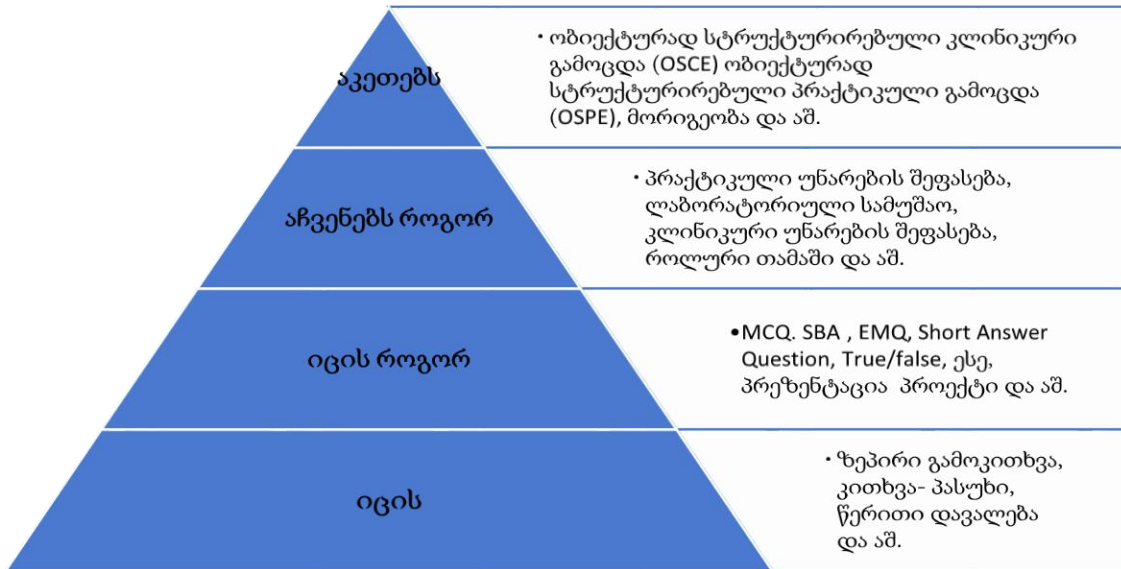 აკეთებს
• ობიექტურად სტრუქტურირებული კლინიკური
გამოცდა (OSCE) ობიექტურად
სტრუქტურირებული პრაქტიკული გამოცდა
(OSPE), მორიგეობა და აშ.
აჩვენებს როგორ
• პრაქტიკული უნარების შეფასება,
ლაბორატორიული სამუშაო,
კლინიკური უნარების შეფასება,
როლური თამაში და აშ.
იცის როგორ
•MCQ. SBA , EMQ, Short Answer
Question, True/false, ესე,
პრეზენტაცია პროექტი და აშ.
იცის
• ზეპირი გამოკითხვა,
კითხვა- პასუხი,
წერითი დავალება
და აშ.